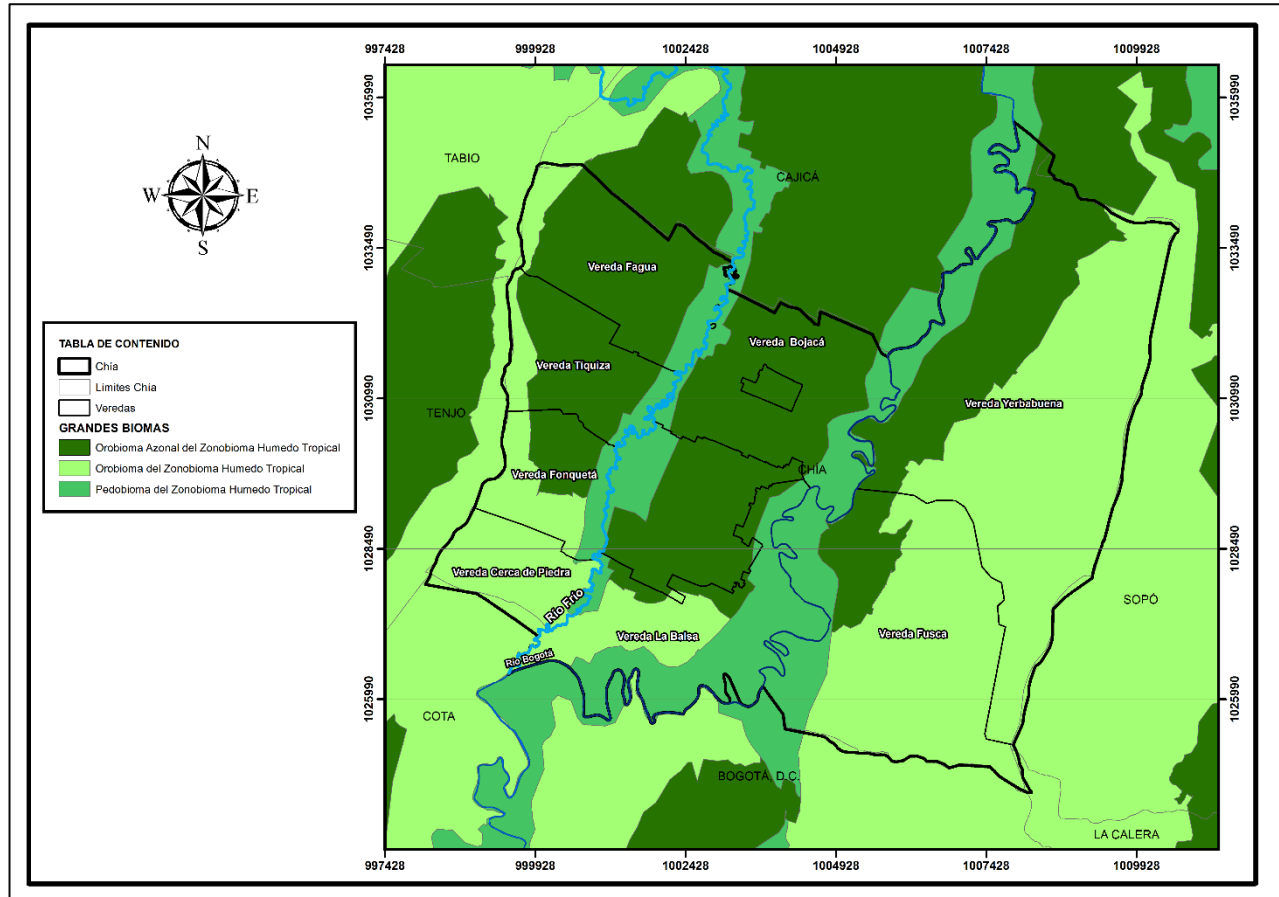 997428
999928
1002428
1004928
1007428
1009928
1035990
1035990
TABIO
CAJICÁ
N
W
E
S
1033490
1033490
Vereda Fagua
TABLA DE CONTENIDO
Chía
Limites Chía
Veredas
GRANDES BIOMAS
Orobioma Azonal del Zonobioma Humedo Tropical
Orobioma del Zonobioma Humedo Tropical
Pedobioma del Zonobioma Humedo Tropical
Vereda Bojacá
Vereda Tiquiza
1030990
1030990
Vereda Yerbabuena
TENJO
CHÍA
Vereda Fonquetá
1028490
1028490
Vereda Cerca de Piedra
Río Frío
SOPÓ
Vereda La Balsa
Vereda Fusca
Río Bogotá
1025990
1025990
COTA
BOGOTÁ, D.C.
LA CALERA
997428
999928
1002428
1004928
1007428
1009928